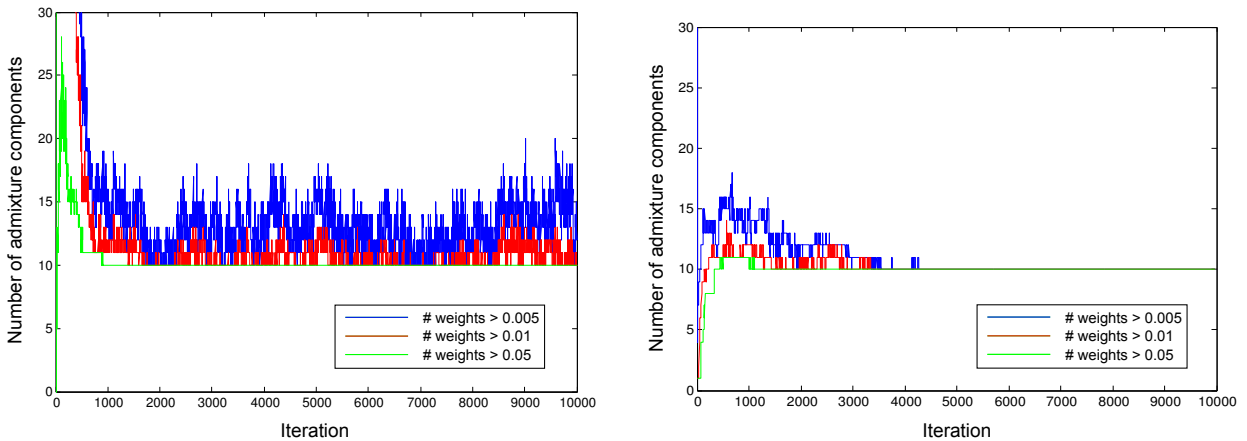 Number of admixture components
30
25
20
15
10
5
0
0 1000 2000 3000 4000 5000 6000 7000 8000 9000 10000
Iteration
# weights > 0.005
# weights > 0.01
# weights > 0.05
Number of admixture components
30
25
20
15
10
5
0
0 1000 2000 3000 4000 5000 6000 7000 8000 9000 10000
Iteration
# weights > 0.005
# weights > 0.01
# weights > 0.05